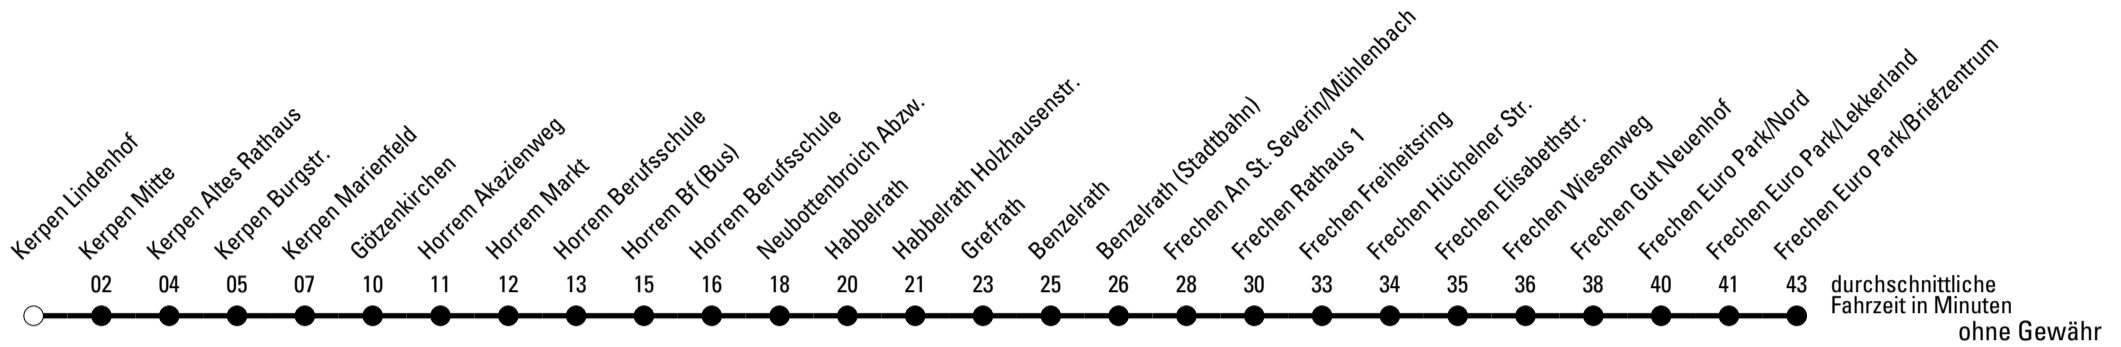 Kerpen Lindenhof
Kerpen Mitte
Kerpen Altes Rathaus
Kerpen Burgstr.
Kerpen Marienfeld
Götzenkirchen
Horrem Akazienweg
Horrem Markt
Horrem Berufsschule
Horrem Bf (Bus)
Horrem Berufsschule
Neubottenbroich Abzw.
Habbelrath
Habbelrath Holzhausenstr.
Grefrath
Benzelrath
Benzelrath (Stadtbahn)
Frechen An St. Severin/Mühlenbach
Frechen Rathaus 1
Frechen Freiheitsring
Frechen Hüchelner Str.
Frechen Elisabethstr.
Frechen Wiesenweg
Frechen Gut Neuenhof
Frechen Euro Park/Nord
Frechen Euro Park/Lekkerland
Frechen Euro Park/Briefzentrum
02 04 05 07 10 11 12 13 15 16 18 20 21 23 25 26 28 30 33 34 35 36 38 40 41 43 durchschnittliche
Fahrzeit in Minuten
ohne Gewähr